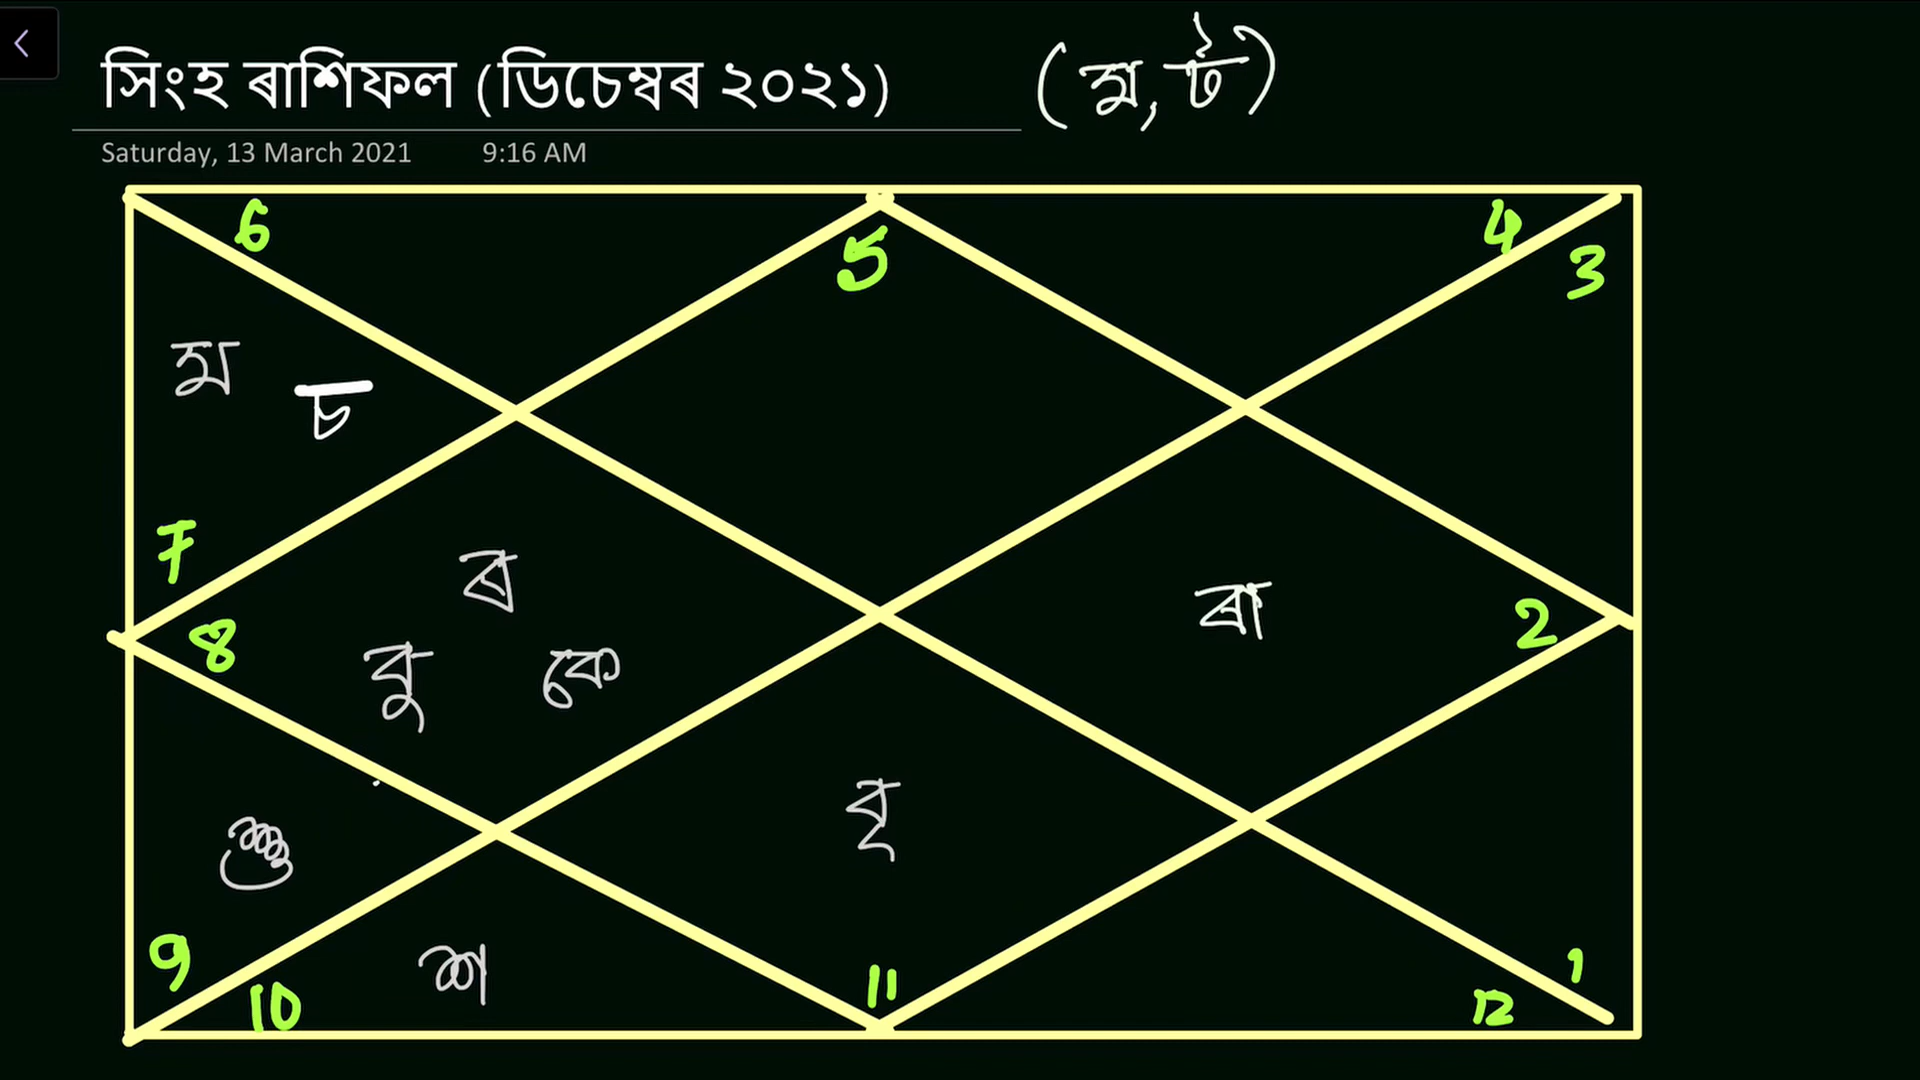 সিংহ ৰাশিফল (ডিচেম্বৰ ২০২১) (ম, ট)
Saturday, 13 March 2021 9:16 AM
6 5 4
3
ম
চ
7
ৰ
ৰা
8 2
বু কে
বৃ
শু
9 শ 11 1
10 12